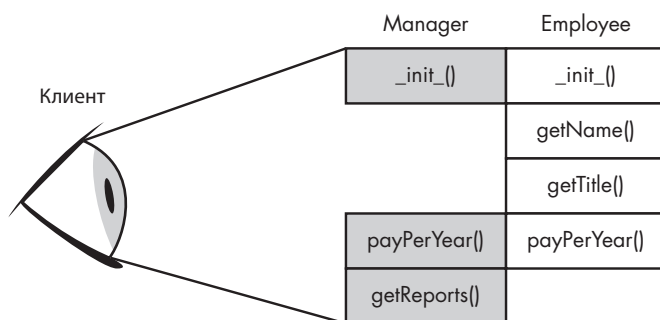 Manager Employee
_init_() _init_()
Клиент
getName()
getTitle()
payPerYear() payPerYear()
getReports()